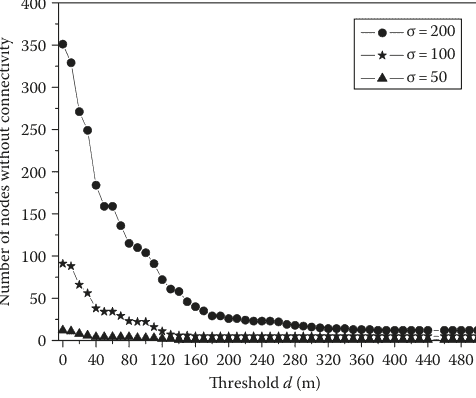 400
350
300
250
200
150
100
50
0
Number of nodes without connectivity
σ = 200
σ = 100
σ = 50
0 40 80 120 160 200 240 280 320 360 400 440 480
Threshold d (m)